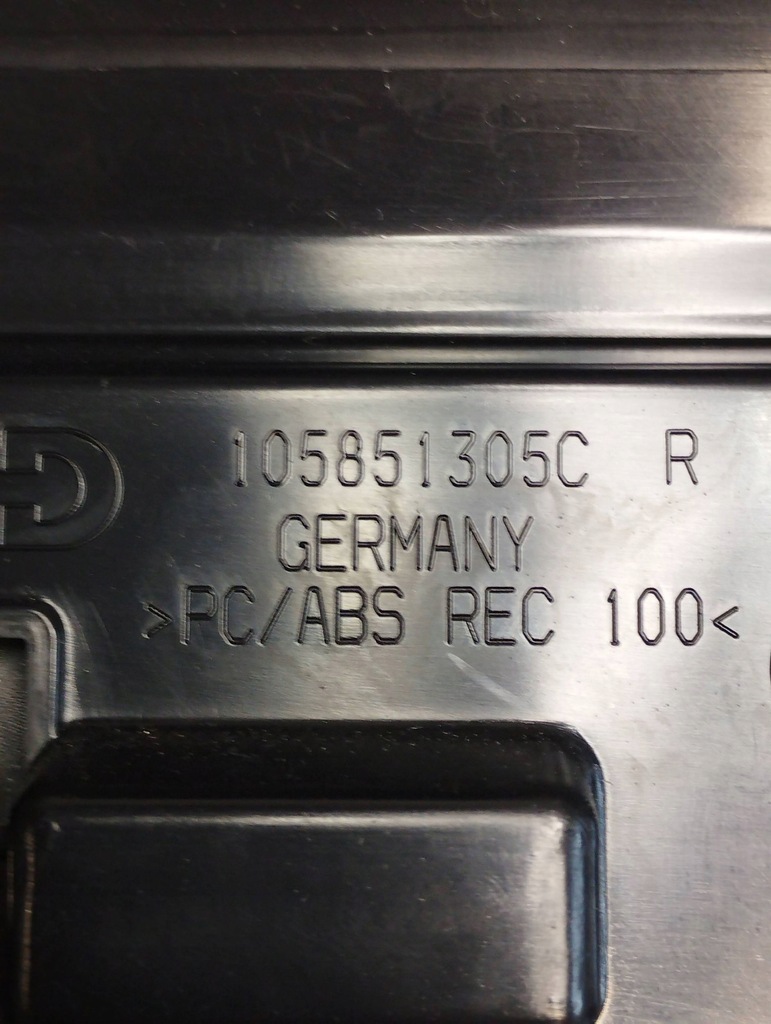 105851305C R
GERMANY
>PC/ABS REC 100<